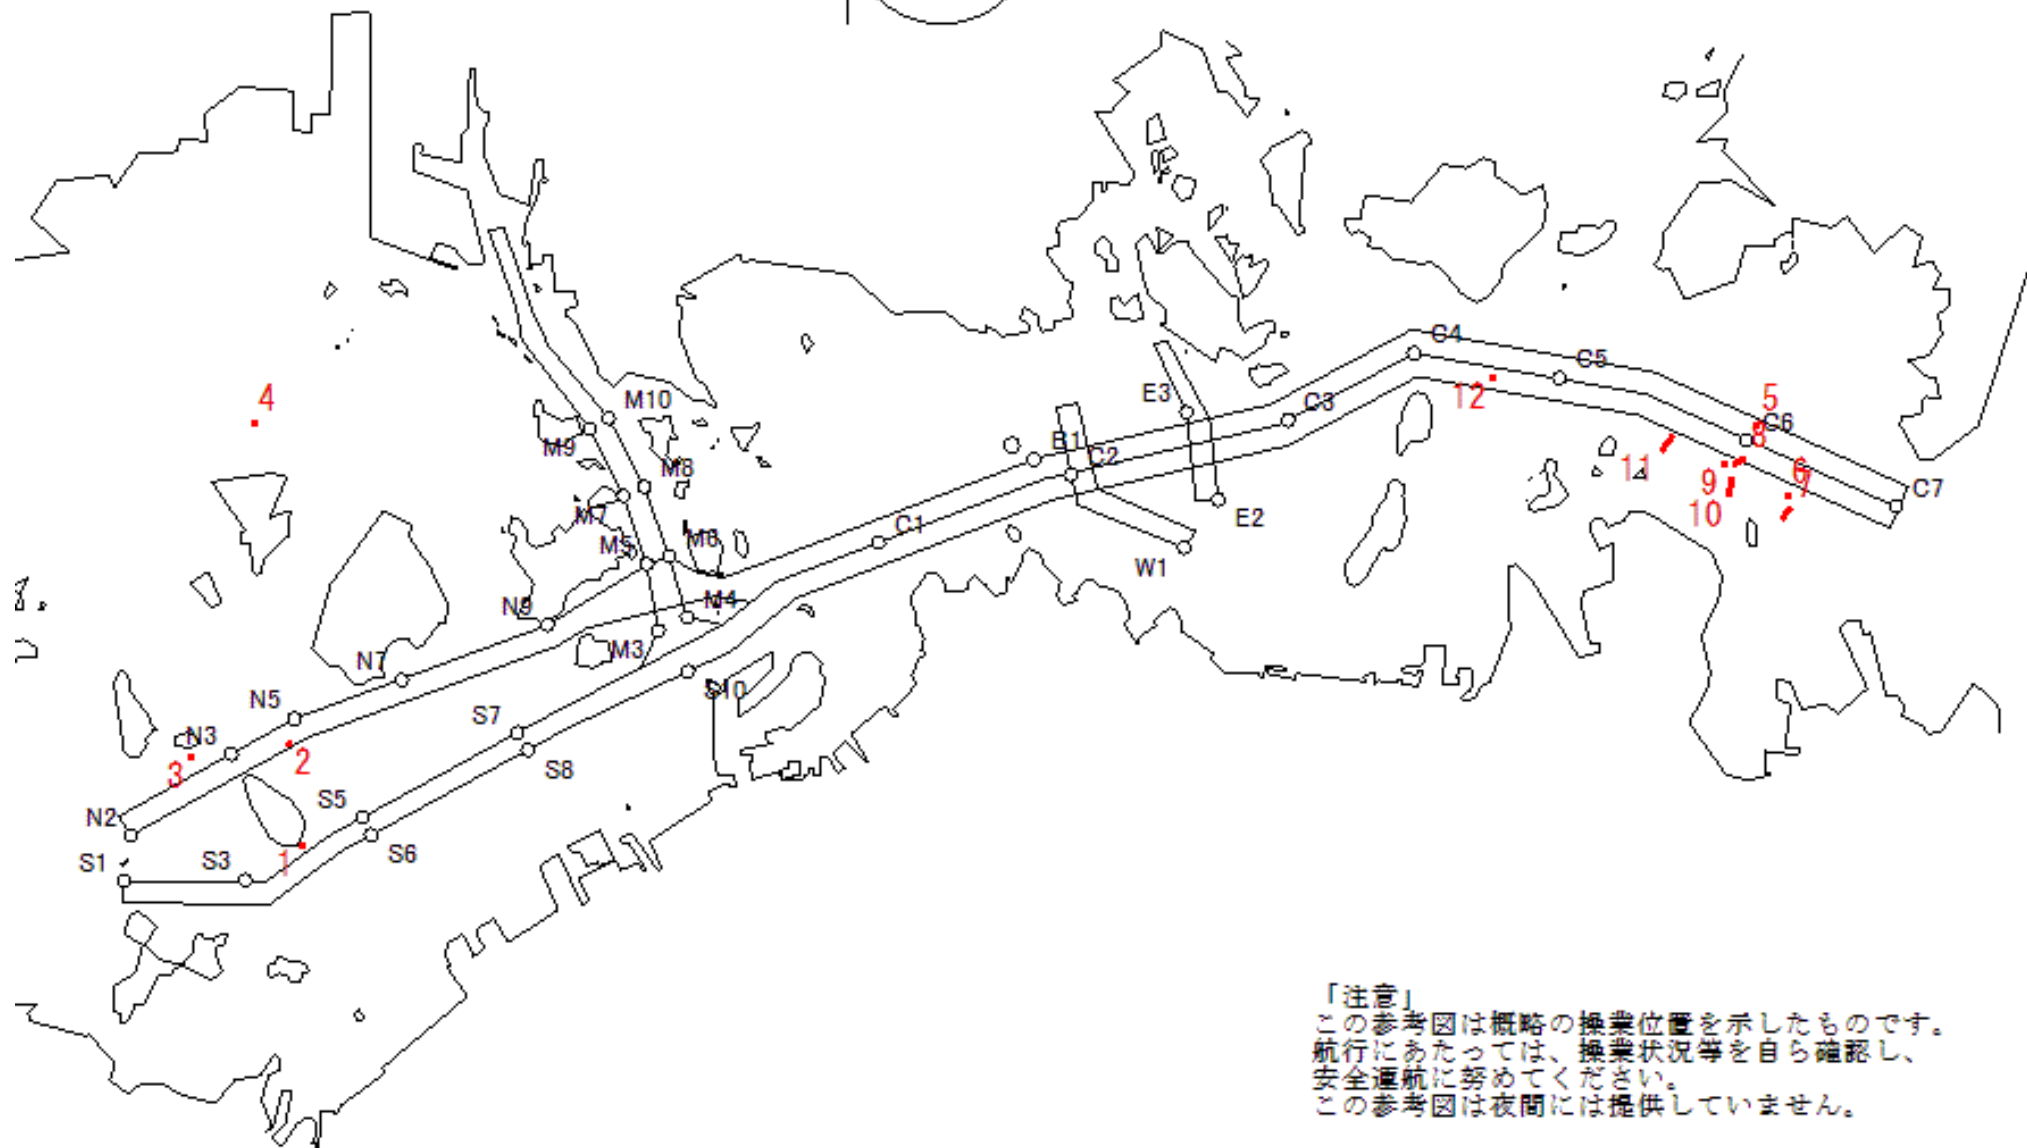 4
M10
M9
M8
M7
M5
M6
M4
M3
N9
N7
N5
N3
N2
3
2
1
S1
S3
S5
S6
S7
S8
S10
C1
B1
C2
E3
E2
W1
C3
C4
12
C5
5
C6
8
11
9
6
7
10
C7
「注意」
この参考図は概略の操業位置を示したものです。
航行にあたっては、操業状況等を自ら確認し、
安全運航に努めてください。
この参考図は夜間には提供していません。